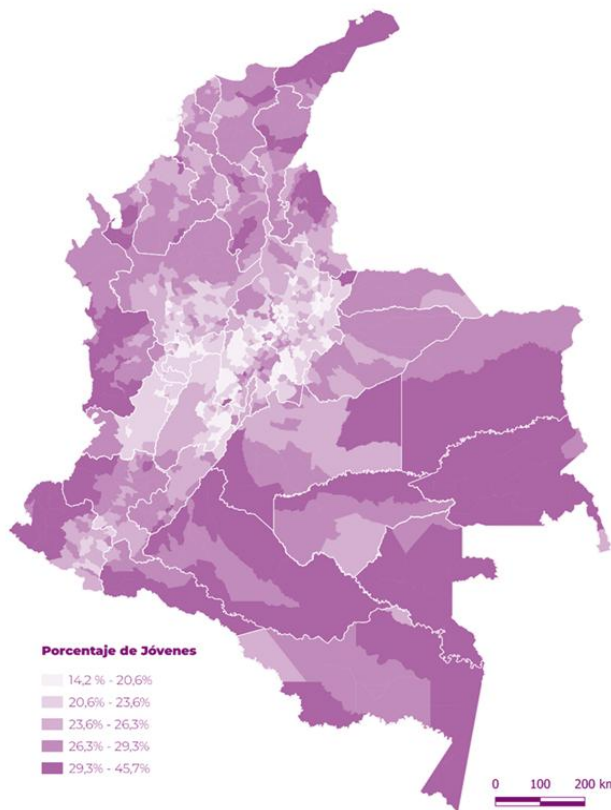 Porcentaje de Jóvenes
14,2 % - 20,6%
20,6% - 23,6%
23,6% - 26,3%
26,3% - 29,3%
29,3% - 45,7%
0 100 200 km